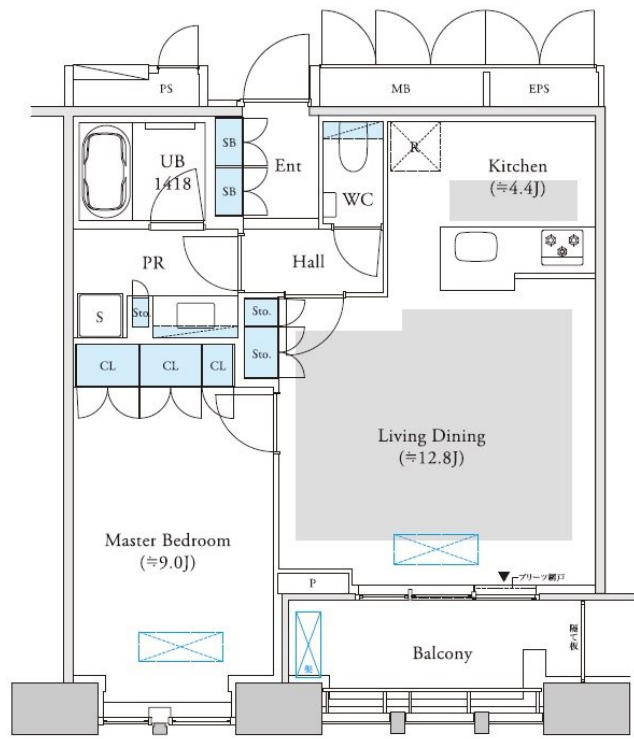 PS
MB
EPS
UB
1418
SB
SB
Ent
WC
R
Kitchen
(≒4.4J)
PR
Hall
S
Sto.
Sto.
Sto.
CL
CL
CL
Living Dining
(≒12.8J)
Master Bedroom
(≒9.0J)
P
プリーツ網戸
Balcony
隔て板